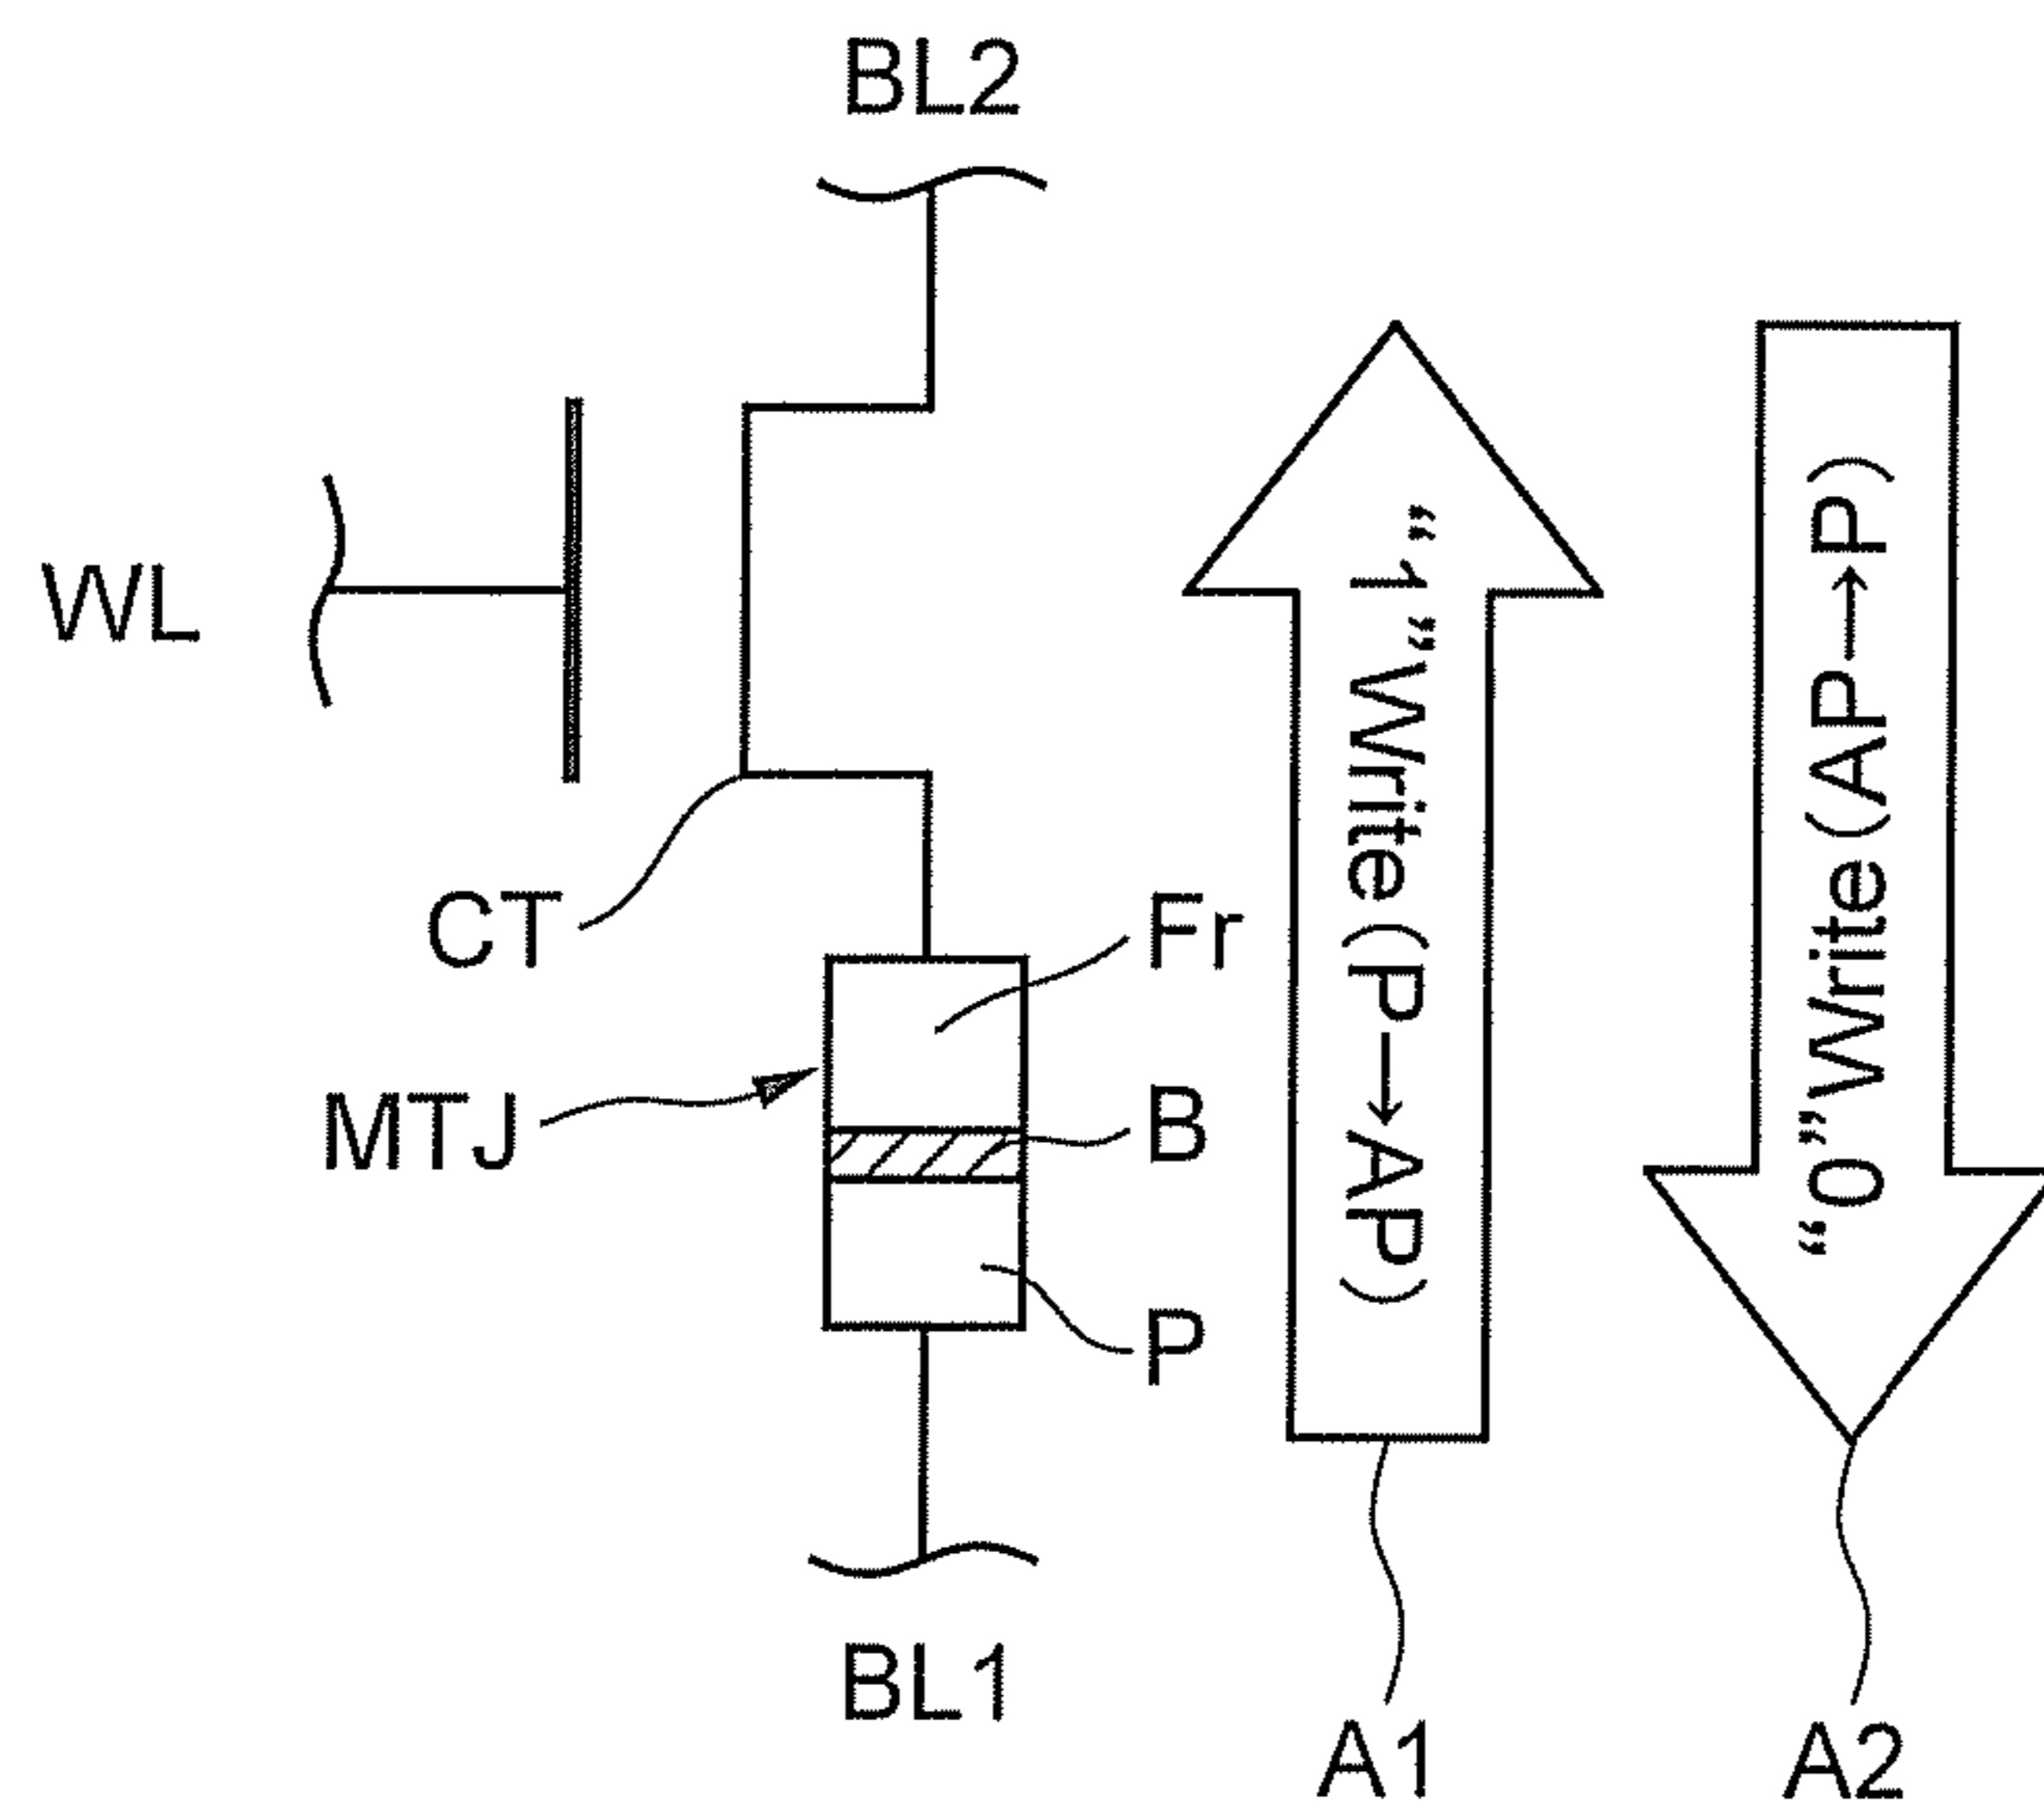 BL2
WL
CT
MTJ
Fr
B
P
BL1
“1”Write(P→AP)
“0”Write(AP→P)
A1
A2